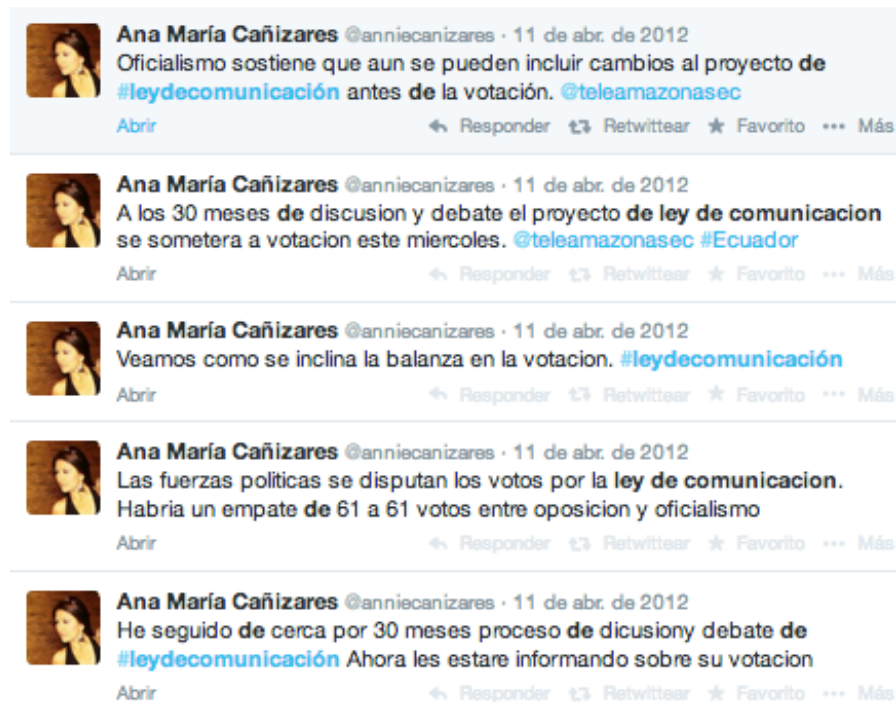 Ana María Cañizares @anniecanizares · 11 de abr. de 2012
Oficialismo sostiene que aun se pueden incluir cambios al proyecto de
#leydecomunicación antes de la votación. @teleamazonasec
Abrir Responder Retwittear Favorito ••• Más
Ana María Cañizares @anniecanizares · 11 de abr. de 2012
A los 30 meses de discusion y debate el proyecto de ley de comunicacion
se sometera a votacion este miercoles. @teleamazonasec #Ecuador
Abrir Responder Retwittear Favorito ••• Más
Ana María Cañizares @anniecanizares · 11 de abr. de 2012
Veamos como se inclina la balanza en la votacion. #leydecomunicación
Abrir Responder Retwittear Favorito ••• Más
Ana María Cañizares @anniecanizares · 11 de abr. de 2012
Las fuerzas politicas se disputan los votos por la ley de comunicacion.
Habria un empate de 61 a 61 votos entre oposicion y oficialismo
Abrir Responder Retwittear Favorito ••• Más
Ana María Cañizares @anniecanizares · 11 de abr. de 2012
He seguido de cerca por 30 meses proceso de dicusiony debate de
#leydecomunicación Ahora les estare informando sobre su votacion
Abrir Responder Retwittear Favorito ••• Más